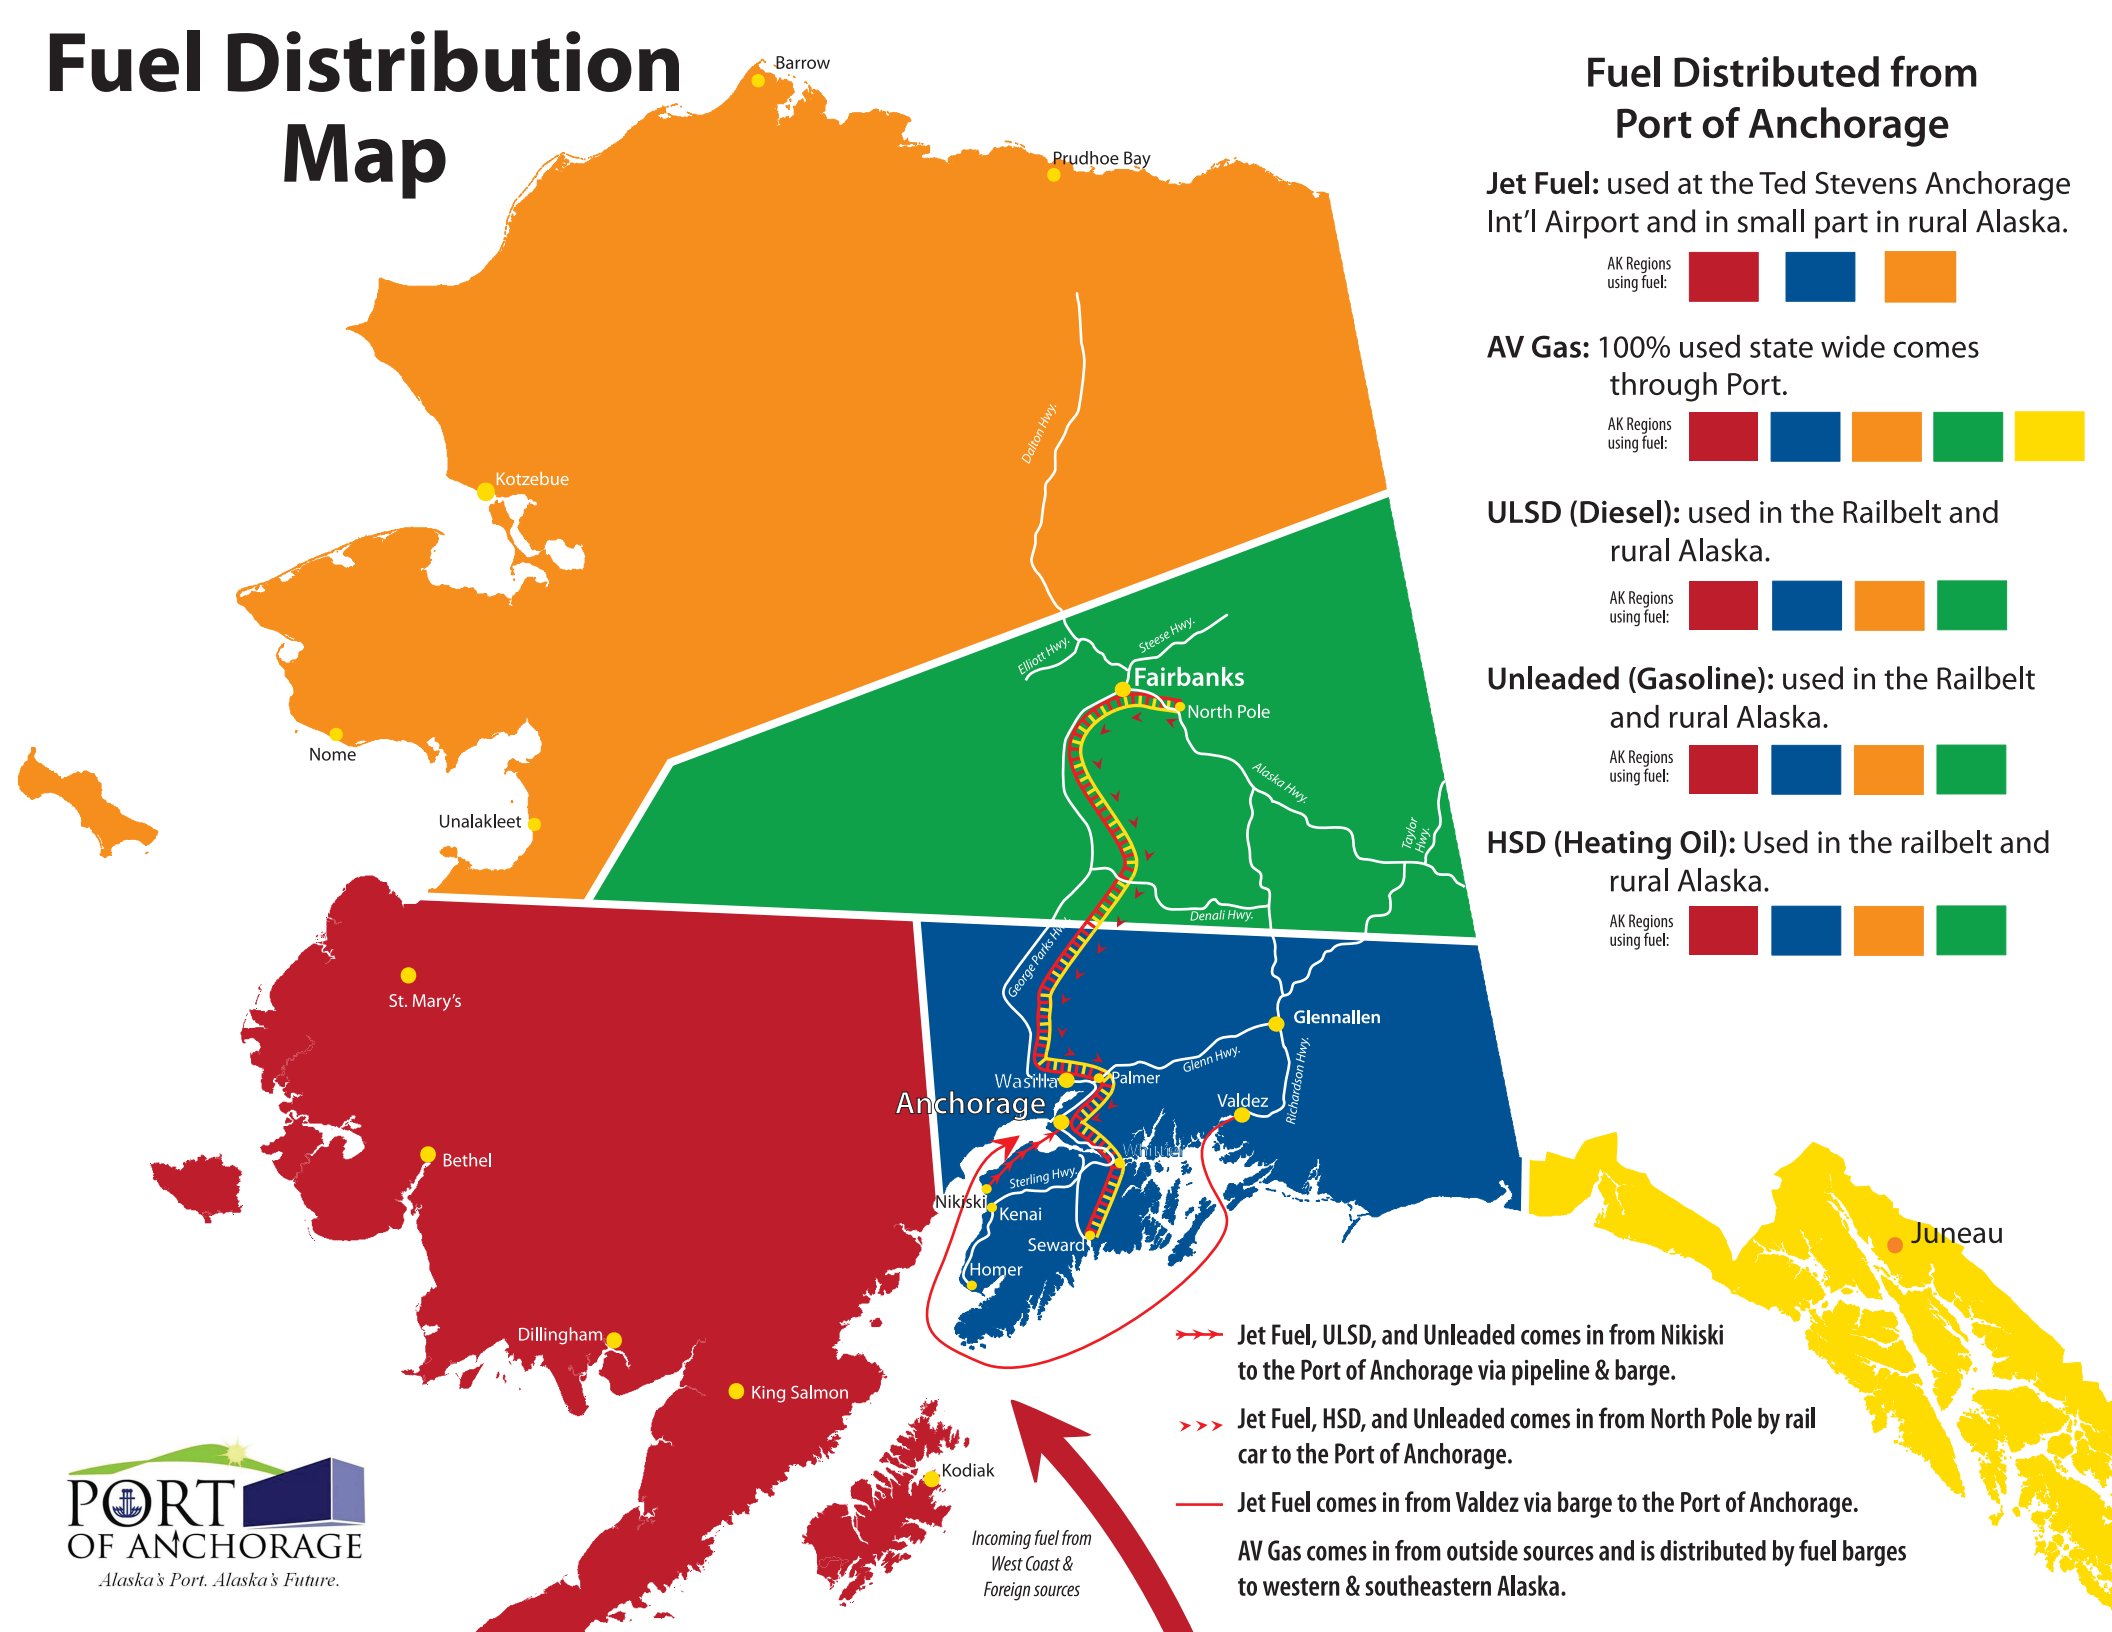 Fuel Distribution
Map
Fuel Distributed from
Port of Anchorage
Jet Fuel: used at the Ted Stevens Anchorage
Int'l Airport and in small part in rural Alaska.
AK Regions
using fuel:
AV Gas: 100% used state wide comes
through Port.
AK Regions
using fuel:
ULSD (Diesel): used in the Railbelt and
rural Alaska.
AK Regions
using fuel:
Unleaded (Gasoline): used in the Railbelt
and rural Alaska.
AK Regions
using fuel:
HSD (Heating Oil): Used in the railbelt and
rural Alaska.
AK Regions
using fuel:
Barrow
Prudhoe Bay
Dalton Hwy.
Kotzebue
Elliott Hwy.
Steese Hwy.
Fairbanks
North Pole
Nome
Alaska Hwy.
Unalakleet
Taylor
Hwy.
Denali Hwy.
George Parks Hwy.
St. Mary's
Glennallen
Glenn Hwy.
Richardson Hwy.
Wasilla
Palmer
Anchorage
Valdez
Whittier
Bethel
Sterling Hwy.
Nikiski
Kenai
Seward
Homer
Juneau
Dillingham
King Salmon
Kodiak
Incoming fuel from
West Coast &
Foreign sources
Jet Fuel, ULSD, and Unleaded comes in from Nikiski
to the Port of Anchorage via pipeline & barge.
Jet Fuel, HSD, and Unleaded comes in from North Pole by rail
car to the Port of Anchorage.
Jet Fuel comes in from Valdez via barge to the Port of Anchorage.
AV Gas comes in from outside sources and is distributed by fuel barges
to western & southeastern Alaska.
PORT
OF ANCHORAGE
Alaska's Port. Alaska's Future.